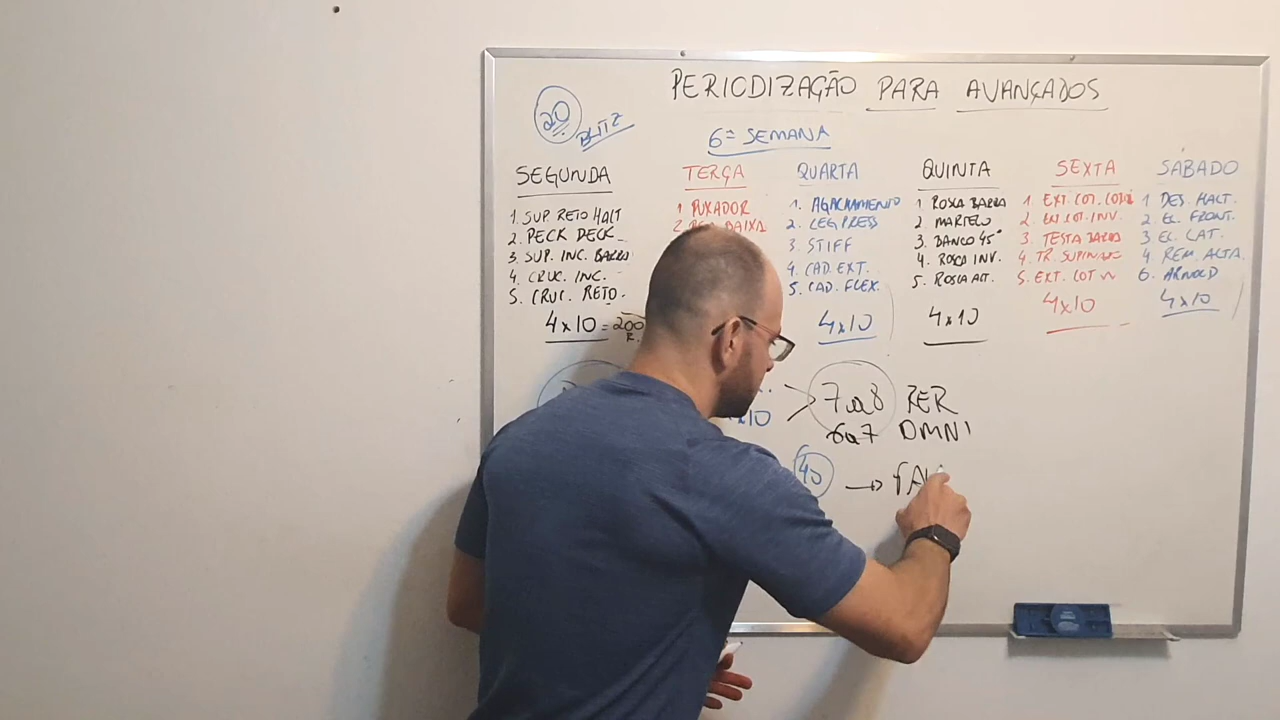 PERIODIZAÇÃO PARA AVANÇADOS
20 BLITZ
6ª SEMANA
SEGUNDA
1. SUP. RETO HALT
2. PECK DECK
3. SUP. INC. BARRA
4. CRUC. INC.
5. CRUC. RETO.
4x10 = 200 R.
TERÇA
1 PUXADOR
2 REM. BAIXA
QUARTA
1. AGACHAMENTO
2. LEG PRESS
3. STIFF
4. CAD. EXT.
5. CAD. FLEX.
4x10
QUINTA
1 ROSCA BARRA
2. MARTELO
3. BANCO 45°
4. ROSCA INV.
5. ROSCA ALT.
4x10
SEXTA
1. EXT. COT. CORDA
2. EXT. COT. INV.
3. TESTA BARRA
4. TR. SUPINADO
5. EXT. COT
4x10
SÁBADO
1 DES. HALT.
2. EL. FRONT.
3 EL. LAT.
4. REM. ALTA
6. ARNOLD
4x10
x10 > 7 a 8 RER
6 a 7 OMNI
40 →